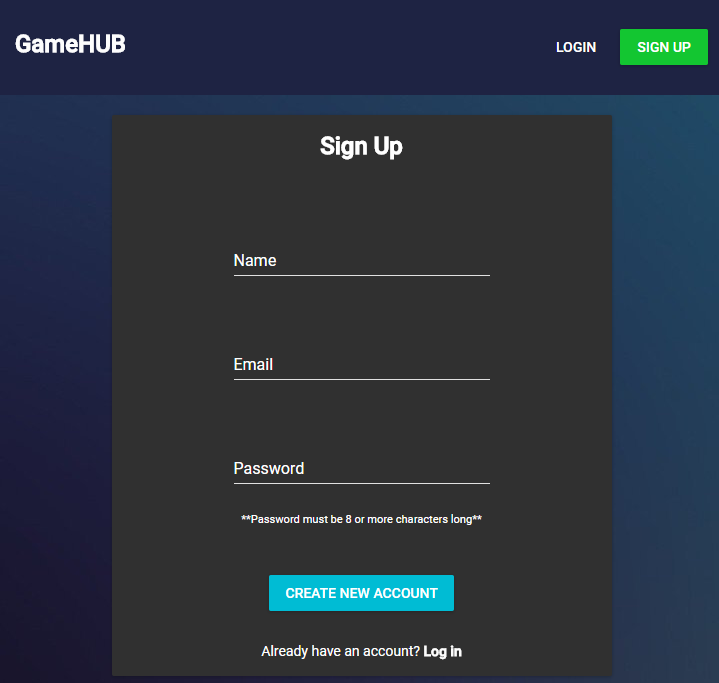 GameHUB
LOGIN
SIGN UP
Sign Up
Name
Email
Password
**Password must be 8 or more characters long**
CREATE NEW ACCOUNT
Already have an account? Log in